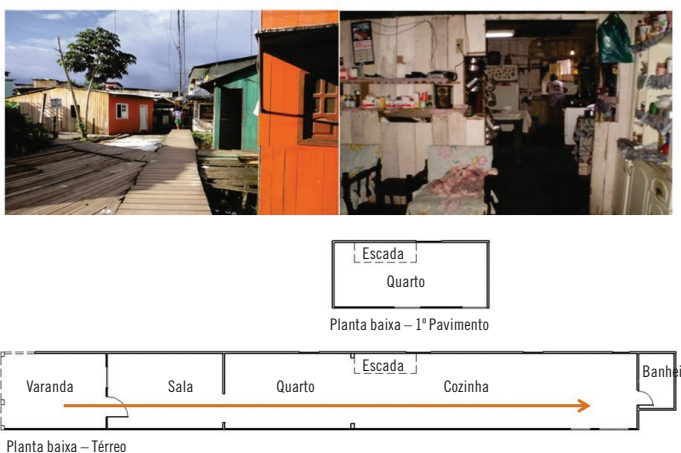 Escada
Quarto
Planta baixa – 1º Pavimento
Escada
Varanda
Sala
Quarto
Cozinha
Banhei
Planta baixa – Térreo